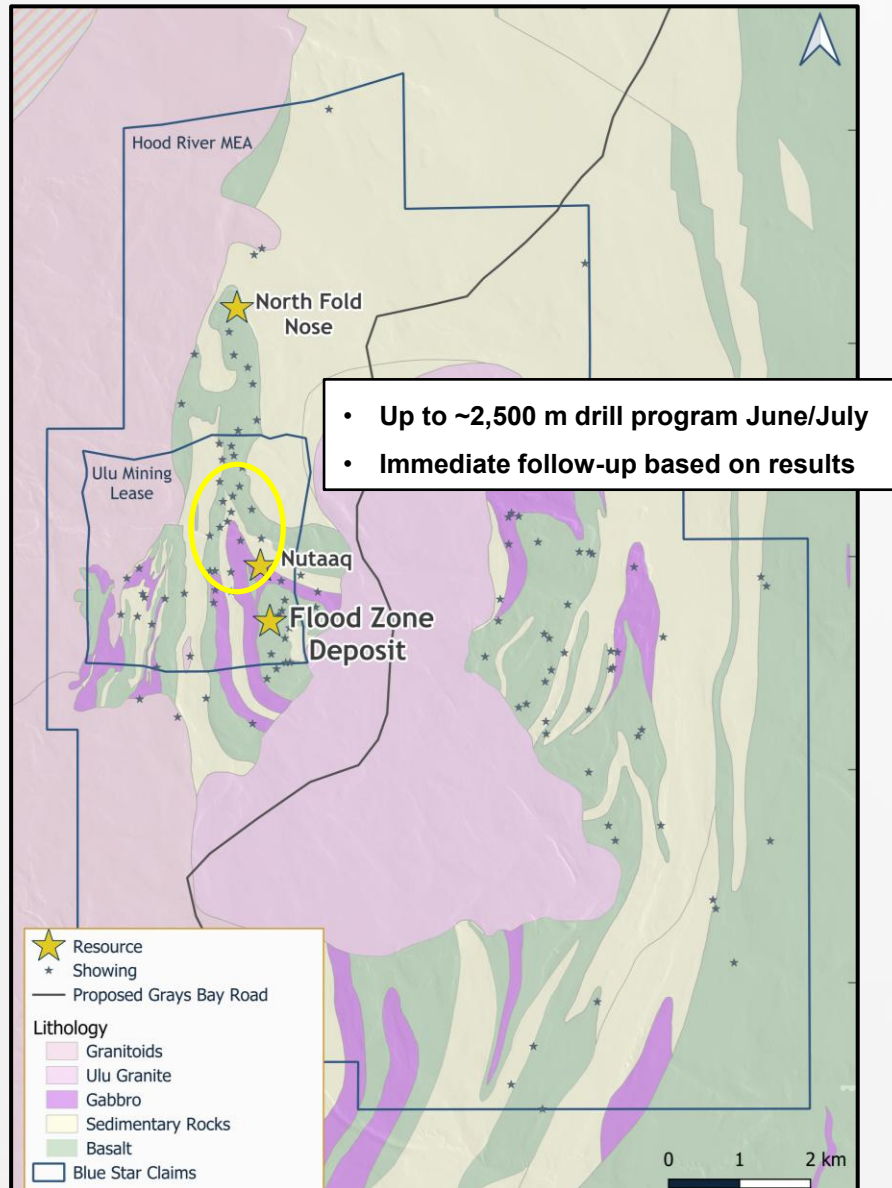 Hood River MEA
North Fold
Nose
• Up to ~2,500 m drill program June/July
• Immediate follow-up based on results
Ulu Mining
Lease
Nutaaq
Flood Zone
Deposit
Resource
Showing
Proposed Grays Bay Road
Lithology
Granitoids
Ulu Granite
Gabbro
Sedimentary Rocks
Basalt
Blue Star Claims
0 1 2 km